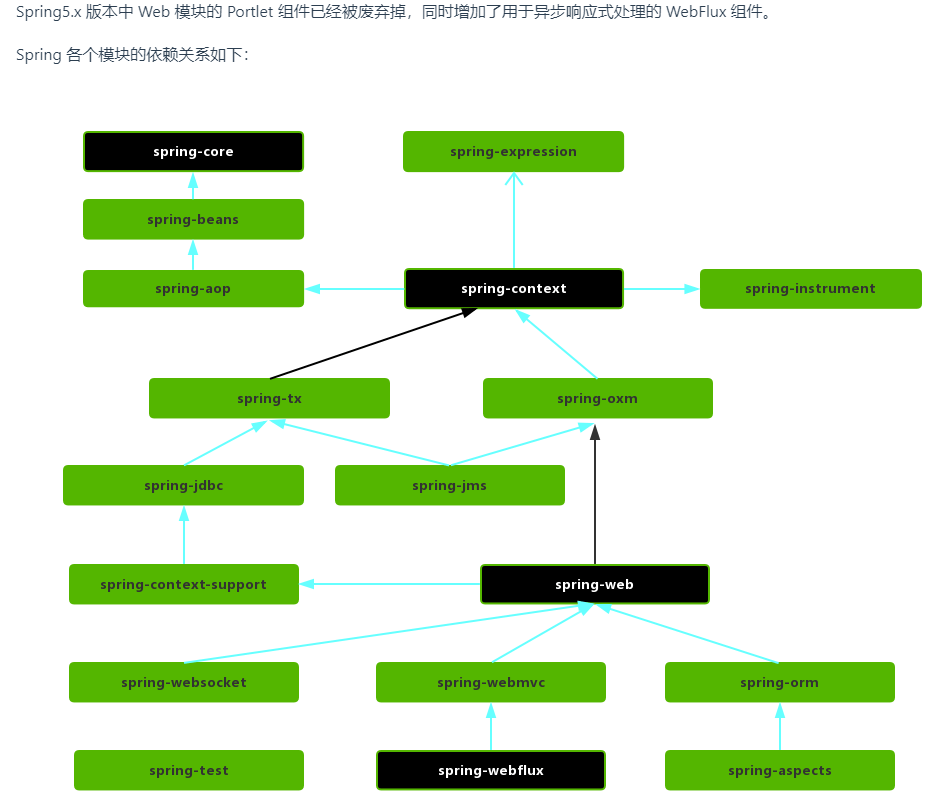 Spring5.x 版本中 Web 模块的 Portlet 组件已经被废弃掉，同时增加了用于异步响应式处理的 WebFlux 组件。
Spring 各个模块的依赖关系如下：
spring-core
spring-expression
spring-beans
spring-aop
spring-context
spring-instrument
spring-tx
spring-oxm
spring-jdbc
spring-jms
spring-context-support
spring-web
spring-websocket
spring-webmvc
spring-orm
spring-test
spring-webflux
spring-aspects